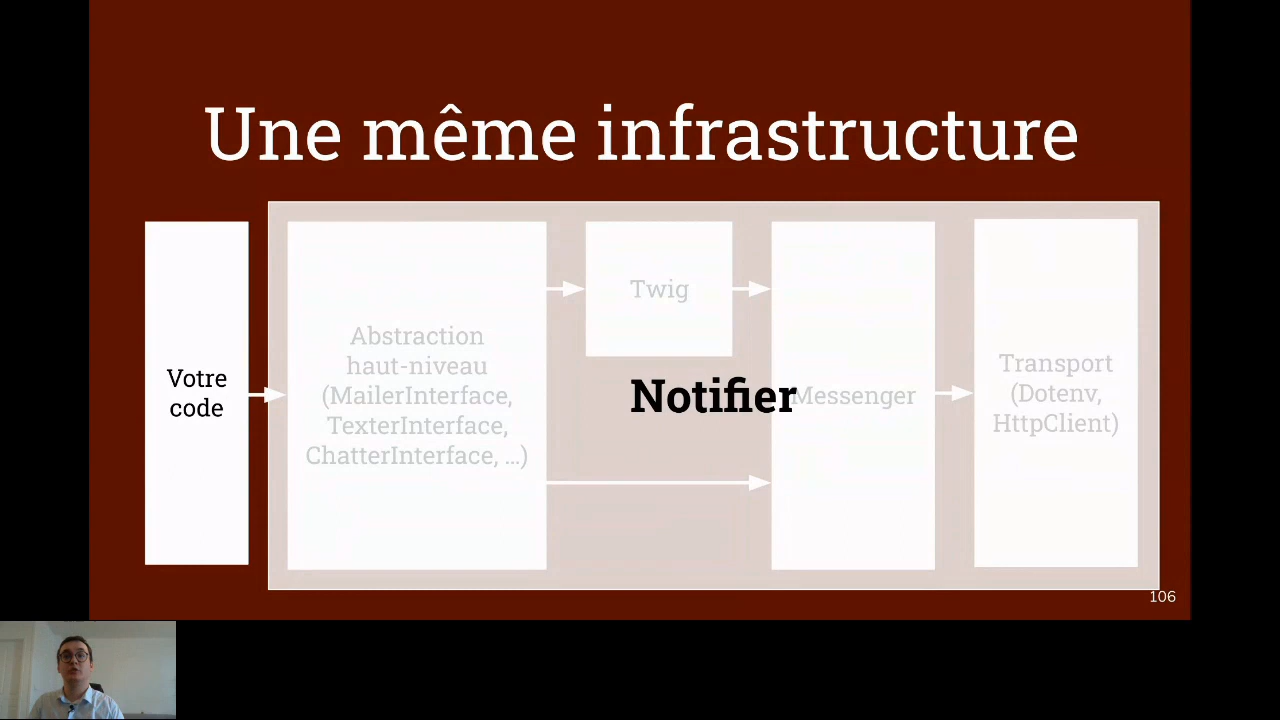 Une même infrastructure
Votre
code
Abstraction
haut-niveau
(MailerInterface,
TexterInterface,
ChatterInterface, ...)
Twig
Notifier
Messenger
Transport
(Dotenv,
HttpClient)
106